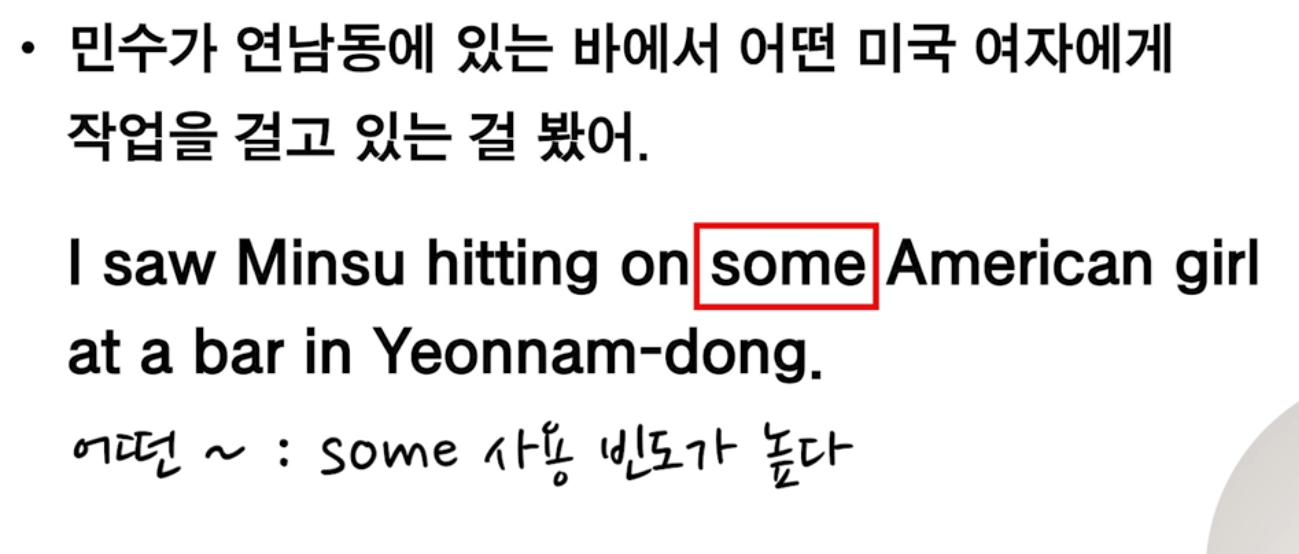 • 민수가 연남동에 있는 바에서 어떤 미국 여자에게
작업을 걸고 있는 걸 봤어.
I saw Minsu hitting on some American girl
at a bar in Yeonnam-dong.
어떤 ~ : some 사용 빈도가 높다